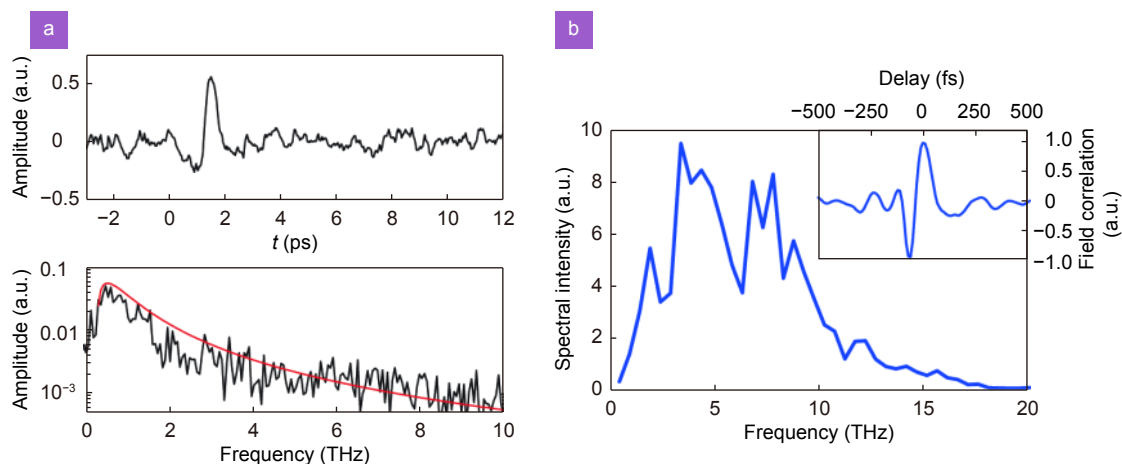 a
Amplitude (a.u.)
0.5
0
−0.5
−2 0 2 4 6 8 10 12
t (ps)
Amplitude (a.u.)
0.1
0.01
10⁻³
0 2 4 6 8 10
Frequency (THz)
b
Delay (fs)
−500 −250 0 250 500
1.0
0.5
0
−0.5
−1.0
Field correlation
(a.u.)
Spectral intensity (a.u.)
10
8
6
4
2
0
0 5 10 15 20
Frequency (THz)